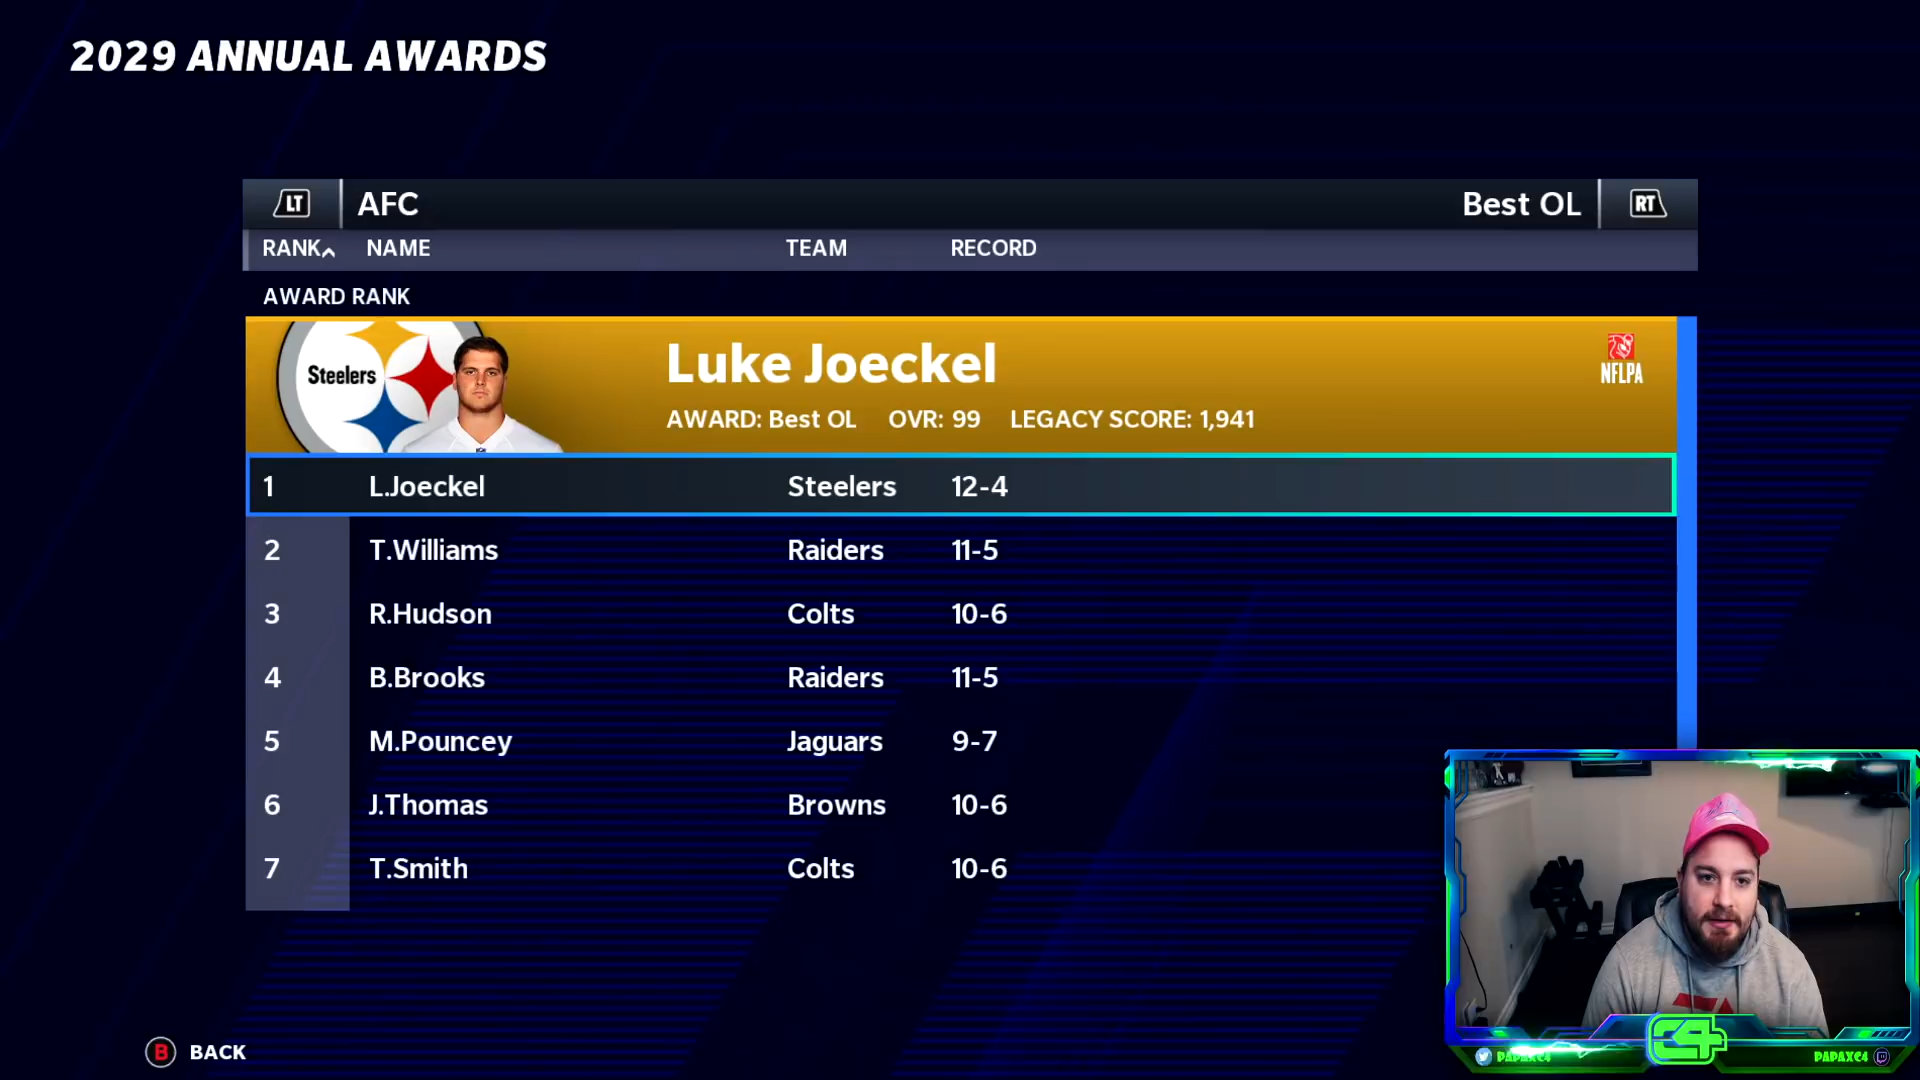 2029 ANNUAL AWARDS
LT AFC Best OL RT
RANK NAME TEAM RECORD
AWARD RANK
Steelers
Luke Joeckel
NFLPA
AWARD: Best OL OVR: 99 LEGACY SCORE: 1,941
1 L.Joeckel Steelers 12-4
2 T.Williams Raiders 11-5
3 R.Hudson Colts 10-6
4 B.Brooks Raiders 11-5
5 M.Pouncey Jaguars 9-7
6 J.Thomas Browns 10-6
7 T.Smith Colts 10-6
B BACK
PAPAXC4 C4 PAPAXC4